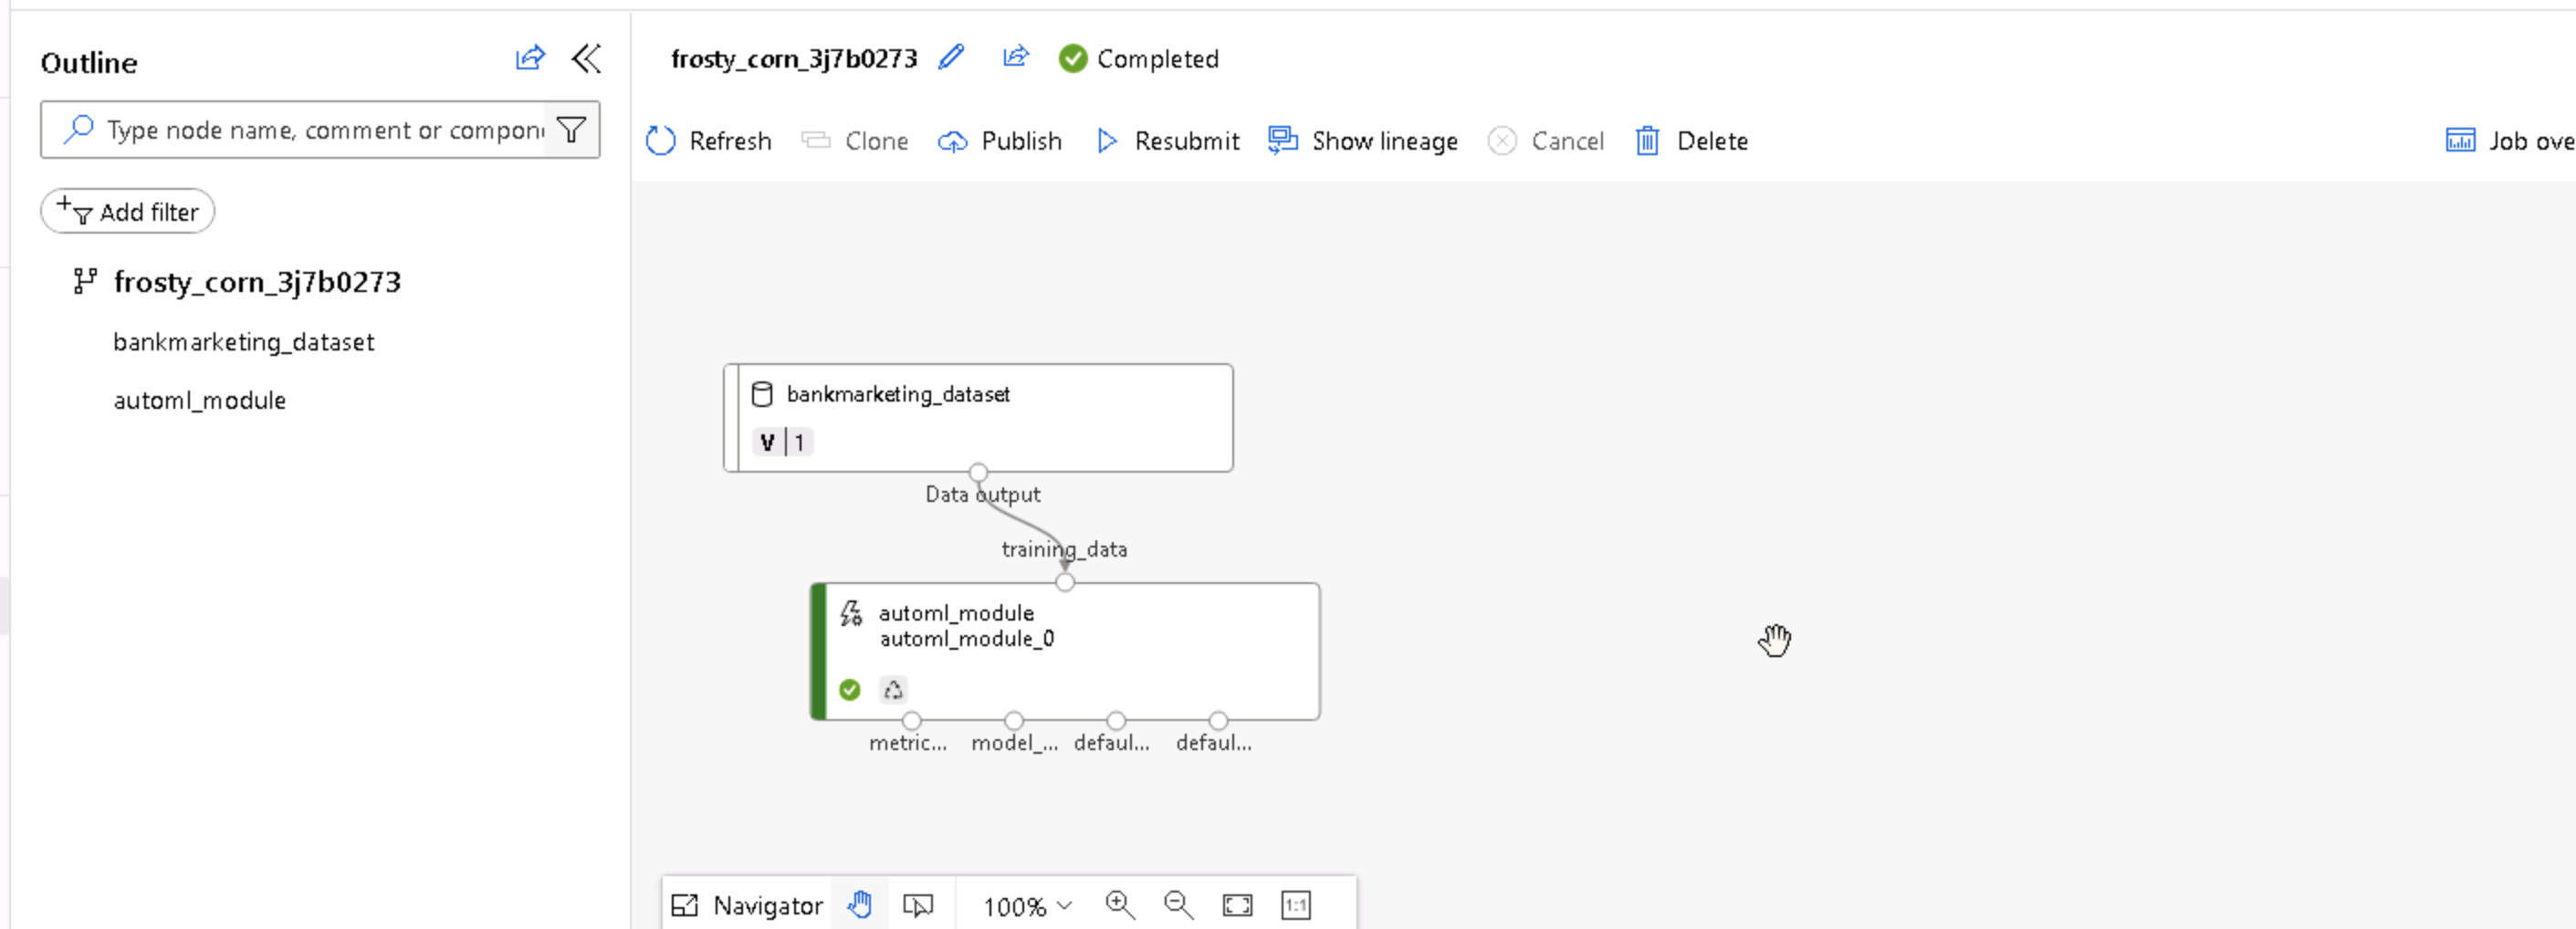 Outline
Type node name, comment or compon
Add filter
frosty_corn_3j7b0273
bankmarketing_dataset
automl_module
frosty_corn_3j7b0273
Completed
Refresh
Clone
Publish
Resubmit
Show lineage
Cancel
Delete
Job ove
bankmarketing_dataset
V | 1
Data output
training_data
automl_module
automl_module_0
metric...
model_...
defaul...
defaul...
Navigator
100%
1:1